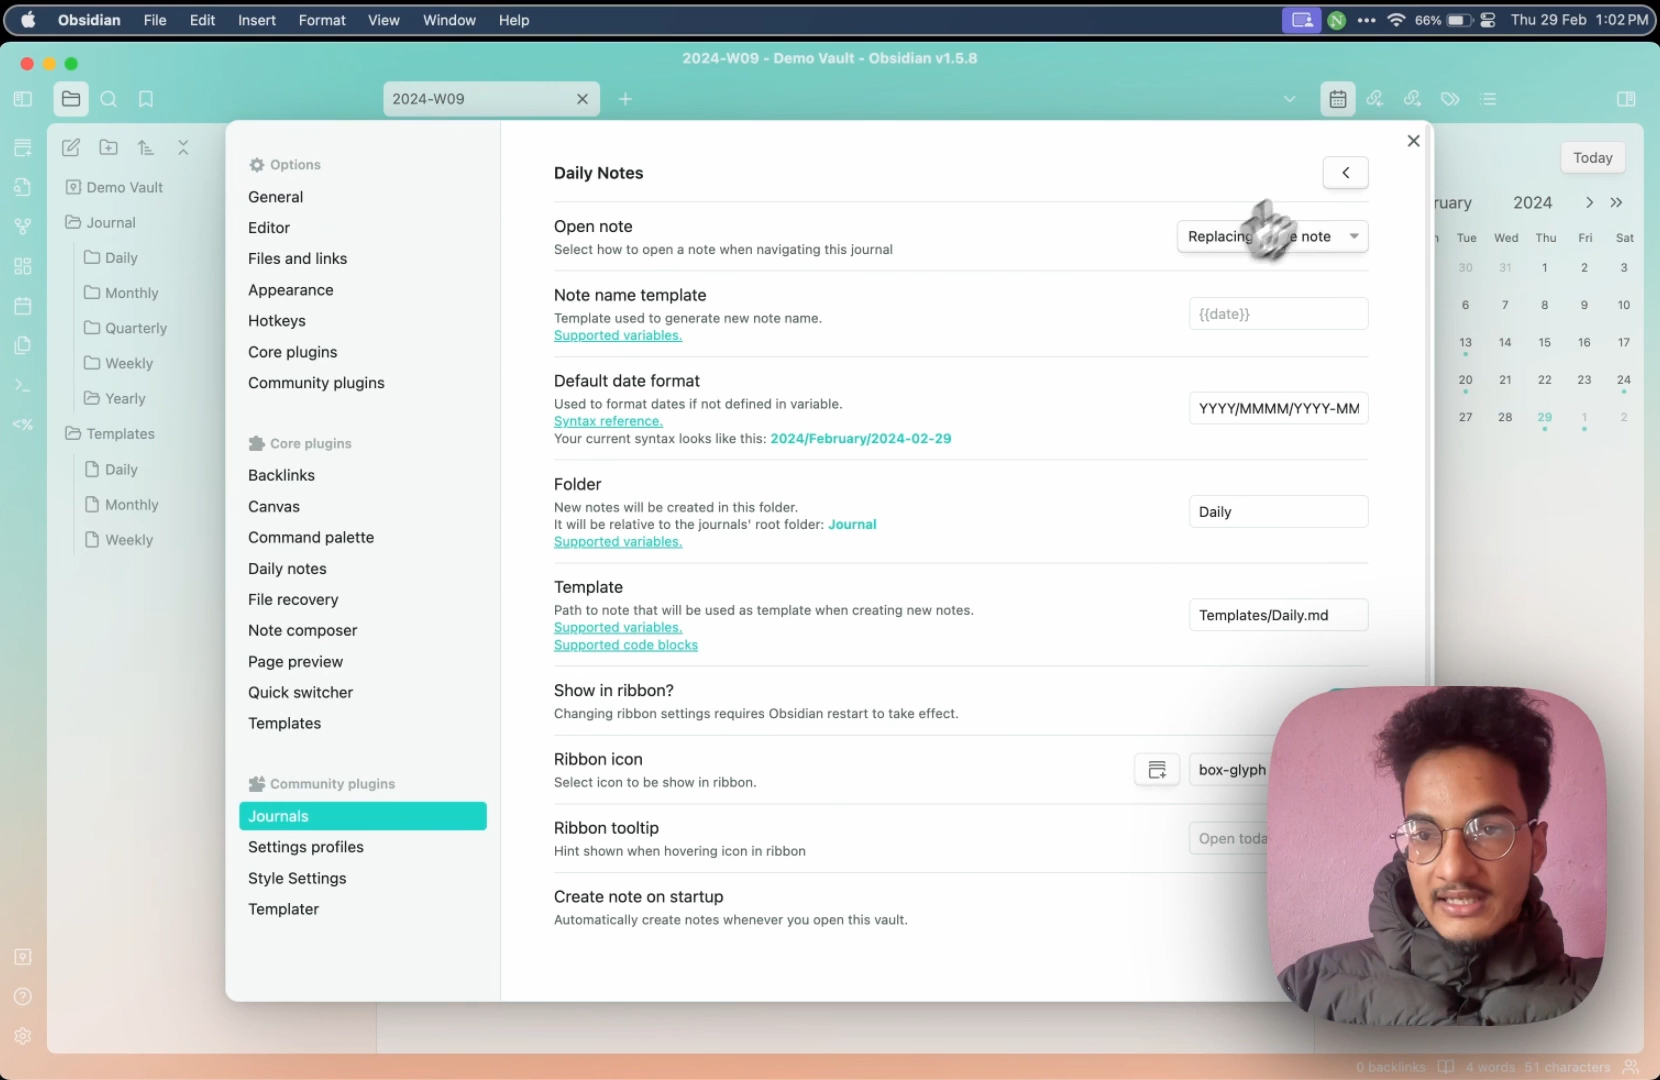 Obsidian File Edit Insert Format View Window Help
N 66% Thu 29 Feb 1:02 PM
2024-W09 - Demo Vault - Obsidian v1.5.8
2024-W09
Demo Vault
Journal
Daily
Monthly
Quarterly
Weekly
Yearly
Templates
Daily
Monthly
Weekly
Options
General
Editor
Files and links
Appearance
Hotkeys
Core plugins
Community plugins
Core plugins
Backlinks
Canvas
Command palette
Daily notes
File recovery
Note composer
Page preview
Quick switcher
Templates
Community plugins
Journals
Settings profiles
Style Settings
Templater
Daily Notes
Open note
Select how to open a note when navigating this journal
Replacing note
Note name template
Template used to generate new note name.
Supported variables.
{{date}}
Default date format
Used to format dates if not defined in variable.
Syntax reference.
Your current syntax looks like this: 2024/February/2024-02-29
YYYY/MMMM/YYYY-MM
Folder
New notes will be created in this folder.
It will be relative to the journals' root folder: Journal
Supported variables.
Daily
Template
Path to note that will be used as template when creating new notes.
Supported variables.
Supported code blocks
Templates/Daily.md
Show in ribbon?
Changing ribbon settings requires Obsidian restart to take effect.
Ribbon icon
Select icon to be show in ribbon.
box-glyph
Ribbon tooltip
Hint shown when hovering icon in ribbon
Open toda
Create note on startup
Automatically create notes whenever you open this vault.
Today
ruary 2024
Tue Wed Thu Fri Sat
30 31 1 2 3
6 7 8 9 10
13 14 15 16 17
20 21 22 23 24
27 28 29 1 2
0 backlinks 4 words 51 characters